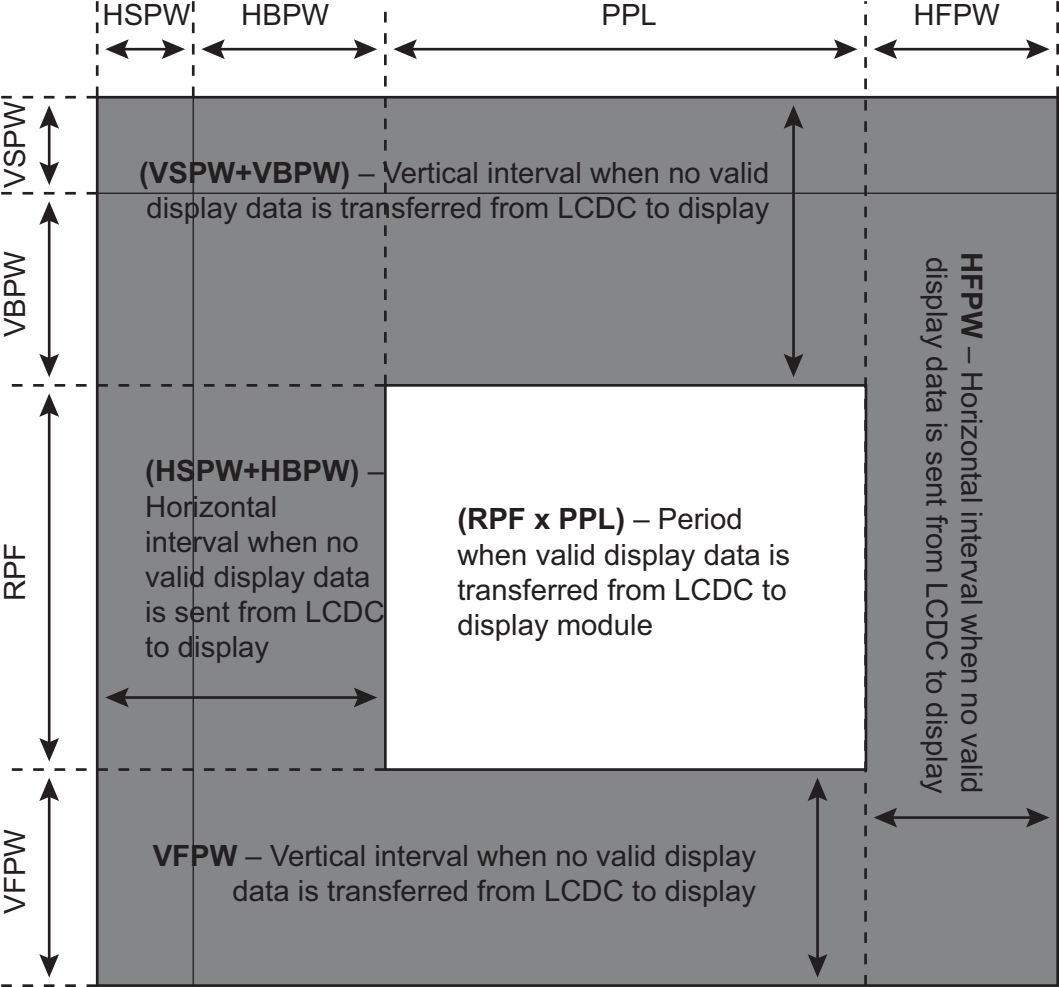 HSPW HBPW PPL HFPW
VSPW
(VSPW+VBPW) – Vertical interval when no valid
display data is transferred from LCDC to display
VBPW
HFPW – Horizontal interval when no valid
display data is sent from LCDC to display
RPF
(HSPW+HBPW) –
Horizontal
interval when no
valid display data
is sent from LCDC
to display
(RPF x PPL) – Period
when valid display data is
transferred from LCDC to
display module
VFPW
VFPW – Vertical interval when no valid display
data is transferred from LCDC to display